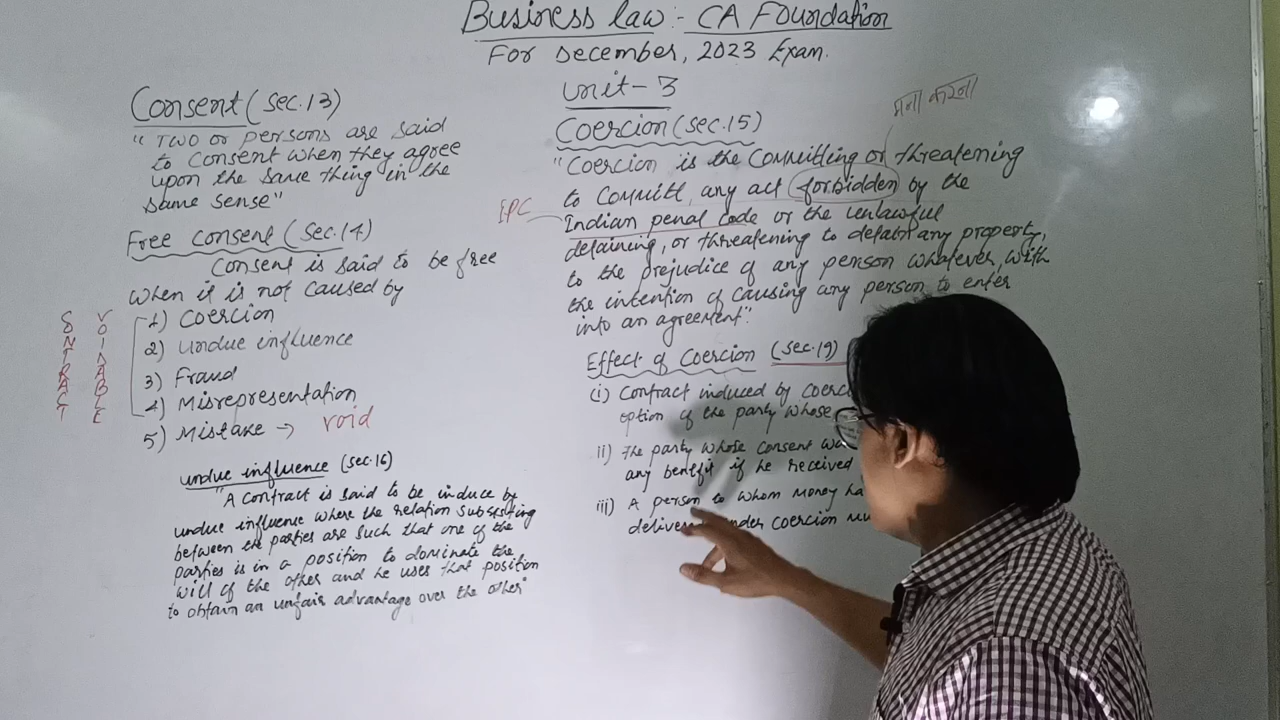 Business law:- CA Foundation
For December, 2023 Exam.
unit-3
Consent (sec.13)
"Two or persons are said
to consent when they agree
upon the same thing in the
same sense"
Free consent (sec.14)
Consent is said to be free
when it is not caused by
1) Coercion
2) undue influence
3) Fraud
4) Misrepresentation
5) Mistake → void
VOIDABLE
undue influence (sec.16)
"A contract is said to be induce by
undue influence where the relation subsisting
between the parties are such that one of the
parties is in a position to dominate the
will of the other and he uses that position
to obtain an unfair advantage over the other"
मना करना
Coercion (sec.15)
"Coercion is the committing or threatening
to committ, any act forbidden by the
IPC
Indian penal code or the unlawful
detaining, or threatening to detain any property,
to the prejudice of any person whatever, with
the intention of causing any person to enter
into an agreement".
Effect of Coercion (sec.19)
(i) Contract induced by
option of the party whose
ii) The party whose consent
any benefit if he received
iii) A person to whom money
under coercion